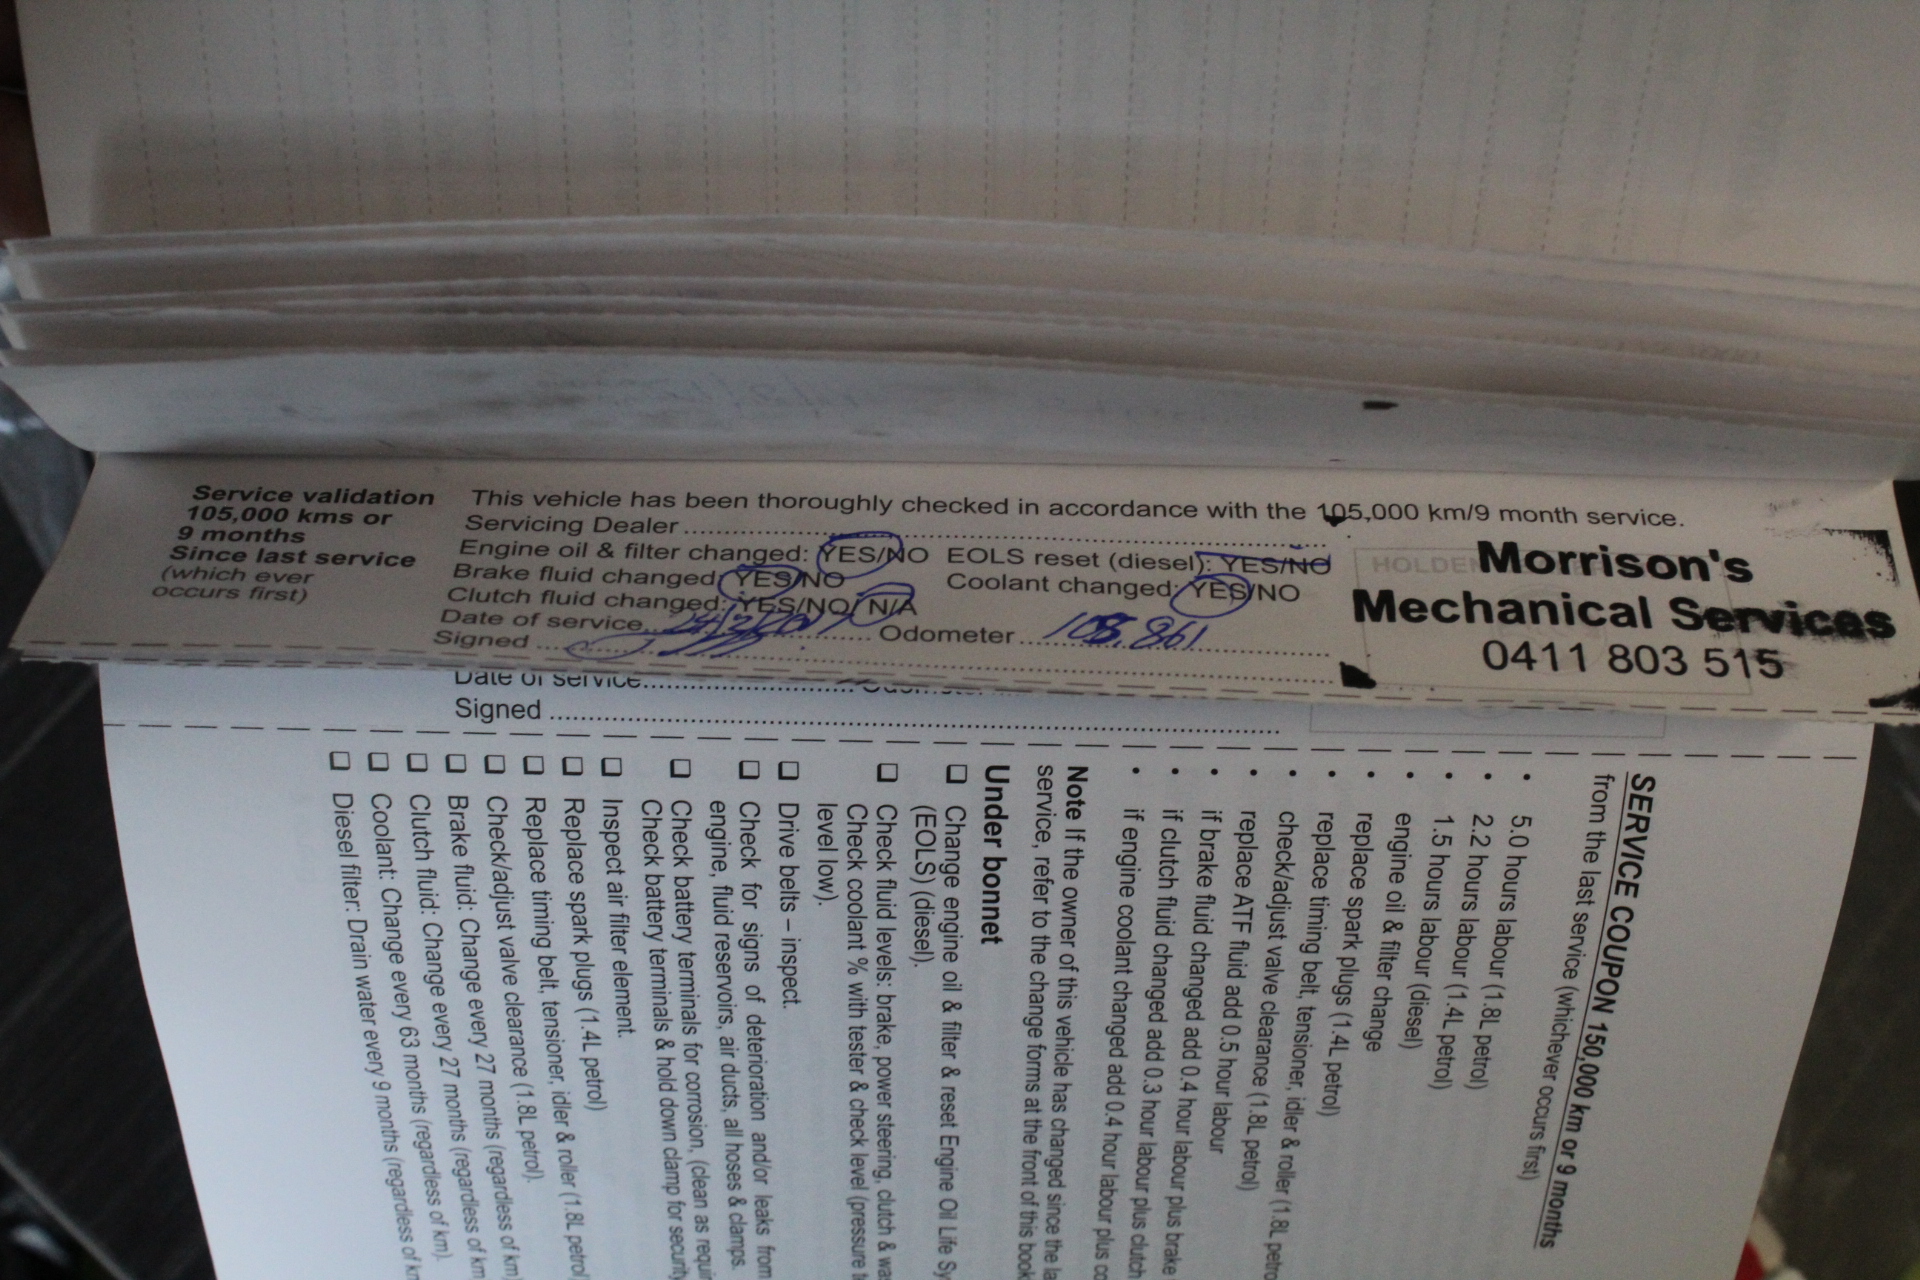 Service validation
105,000 kms or
9 months
Since last service
(which ever
occurs first)
This vehicle has been thoroughly checked in accordance with the 105,000 km/9 month service.
Servicing Dealer
Engine oil & filter changed: YES/NO EOLS reset (diesel): YES/NO
Brake fluid changed: YES/NO Coolant changed: YES/NO
Clutch fluid changed: YES/NO/ N/A
Date of service Odometer 108,861
Signed
HOLDEN
Morrison's
Mechanical Services
0411 803 515
Date of service
Signed
SERVICE COUPON 150,000 km or 9 months
from the last service (whichever occurs first)
• 5.0 hours labour (1.8L petrol)
• 2.2 hours labour (1.4L petrol)
• 1.5 hours labour (diesel)
• engine oil & filter change
• replace spark plugs (1.4L petrol)
• replace timing belt, tensioner, idler & roller (1.8L petro
• check/adjust valve clearance (1.8L petrol)
• replace ATF fluid add 0.5 hour labour
• if brake fluid changed add 0.4 hour labour plus brake
• if clutch fluid changed add 0.3 hour labour plus clutch
• if engine coolant changed add 0.4 hour labour plus co
Note If the owner of this vehicle has changed since the la
service, refer to the change forms at the front of this book
Under bonnet
☐ Change engine oil & filter & reset Engine Oil Life Sy
(EOLS) (diesel).
☐ Check fluid levels: brake, power steering, clutch & wa
Check coolant % with tester & check level (pressure t
level low).
☐ Drive belts – inspect.
☐ Check for signs of deterioration and/or leaks from
engine, fluid reservoirs, air ducts, all hoses & clamps.
☐ Check battery terminals for corrosion, (clean as requir
Check battery terminals & hold down clamp for security
☐ Inspect air filter element.
☐ Replace spark plugs (1.4L petrol)
☐ Replace timing belt, tensioner, idler & roller (1.8L petrol
☐ Check/adjust valve clearance (1.8L petrol).
☐ Brake fluid: Change every 27 months (regardless of km)
☐ Clutch fluid: Change every 27 months (regardless of km
☐ Coolant: Change every 63 months (regardless of km).
☐ Diesel filter: Drain water every 9 months (regardless of kn